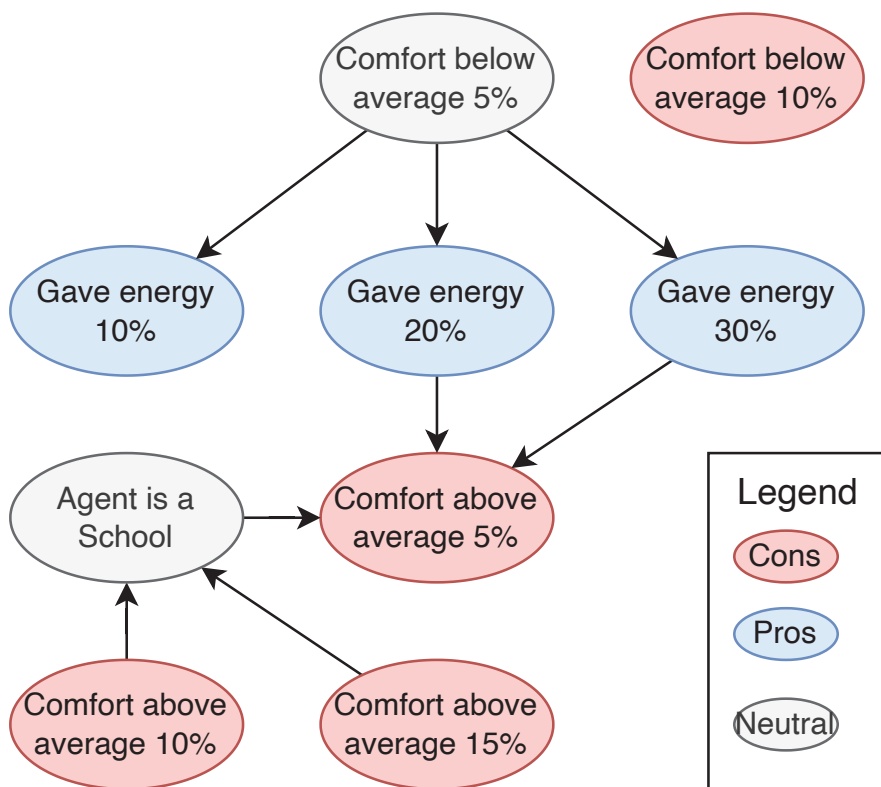 Comfort below
average 5%
Comfort below
average 10%
Gave energy
10%
Gave energy
20%
Gave energy
30%
Agent is a
School
Comfort above
average 5%
Comfort above
average 10%
Comfort above
average 15%
Legend
Cons
Pros
Neutral